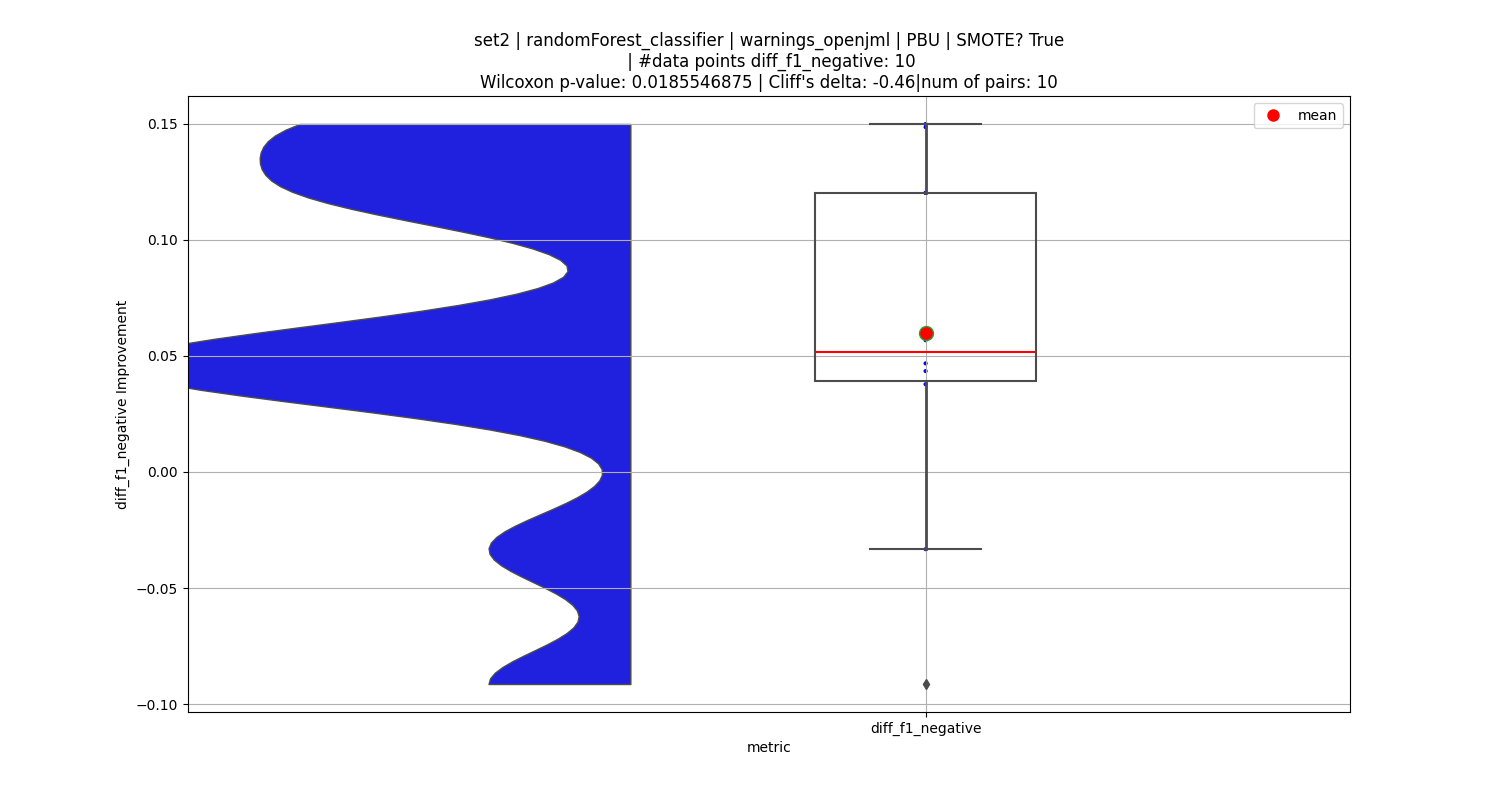 set2 | randomForest_classifier | warnings_openjml | PBU | SMOTE? True
| #data points diff_f1_negative: 10
Wilcoxon p-value: 0.0185546875 | Cliff's delta: -0.46|num of pairs: 10
mean
0.15
0.10
0.05
0.00
−0.05
−0.10
diff_f1_negative Improvement
diff_f1_negative
metric